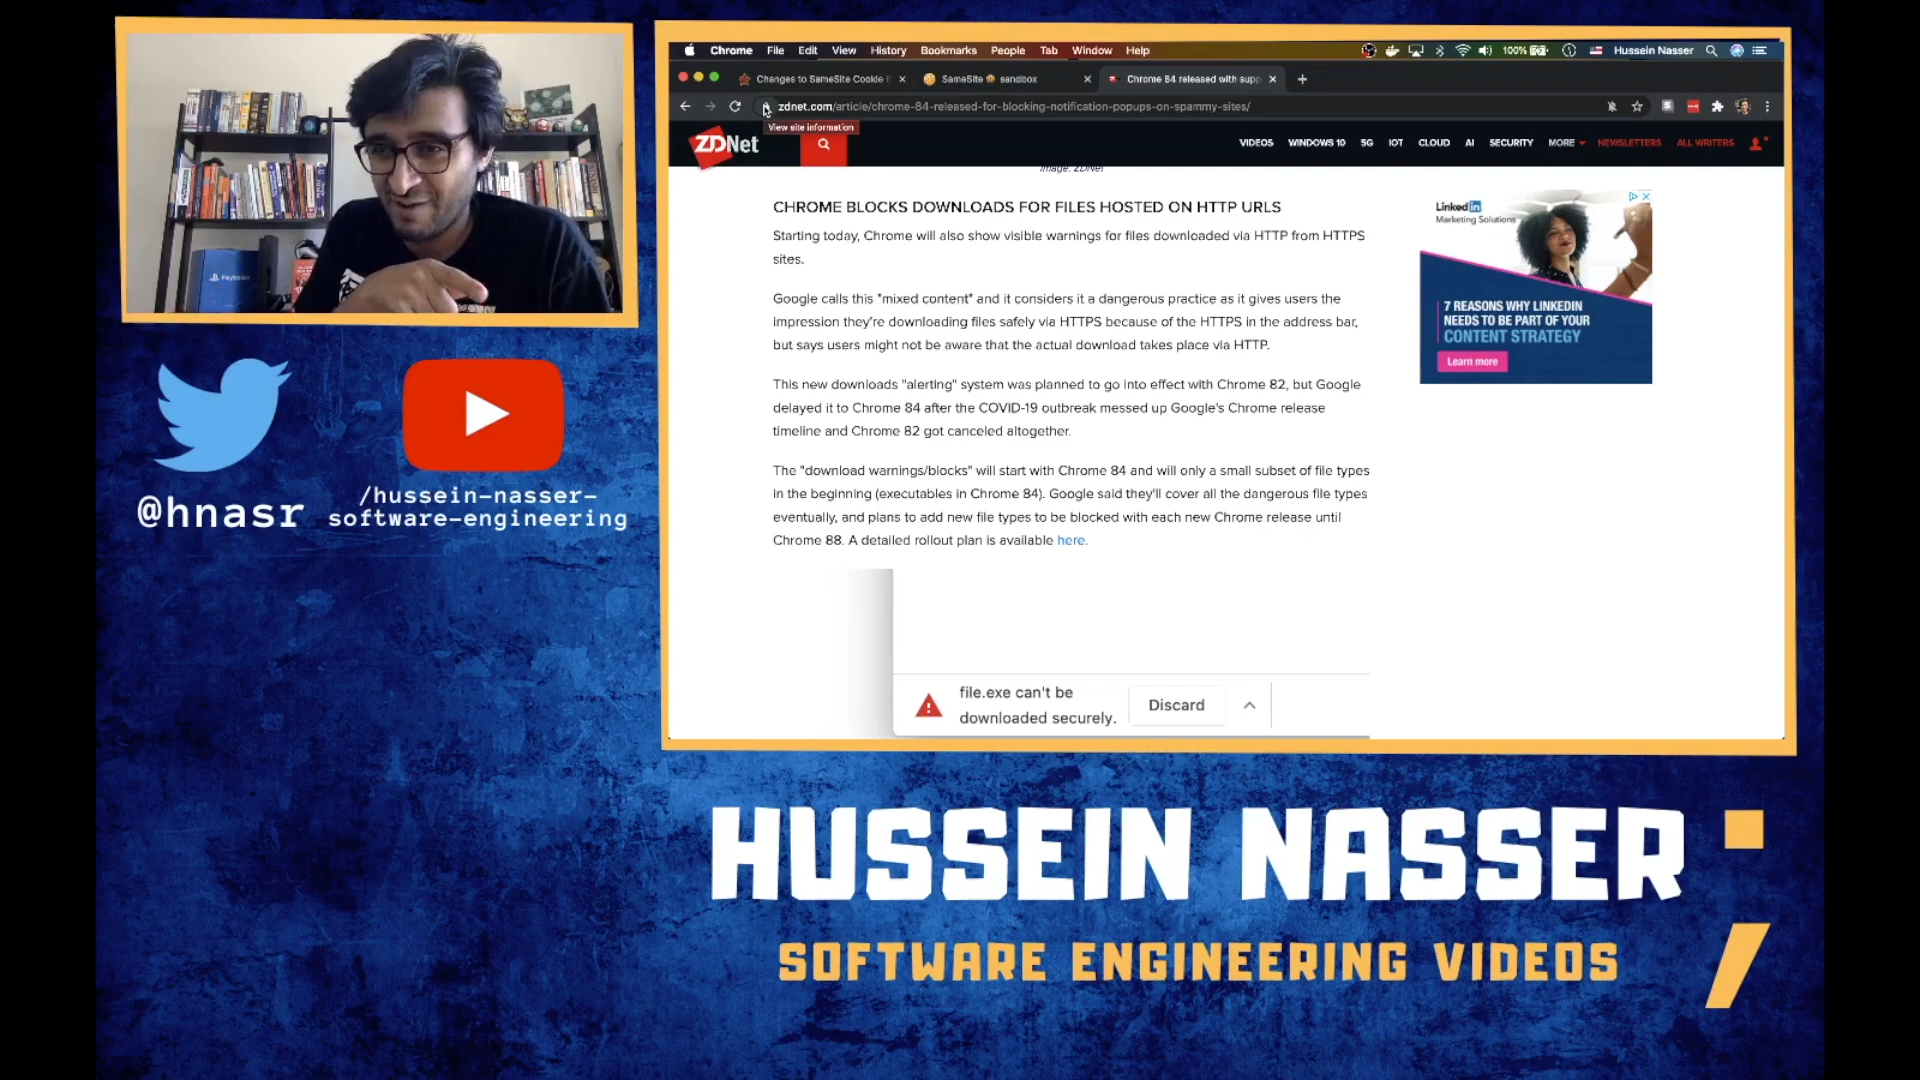 Chrome File Edit View History Bookmarks People Tab Window Help 100% Hussein Nasser
Changes to SameSite Cookie B
SameSite sandbox
Chrome 84 released with supp
zdnet.com/article/chrome-84-released-for-blocking-notification-popups-on-spammy-sites/
View site information
ZDNet
VIDEOS WINDOWS 10 5G IOT CLOUD AI SECURITY MORE NEWSLETTERS ALL WRITERS
Image: ZDNet
CHROME BLOCKS DOWNLOADS FOR FILES HOSTED ON HTTP URLS
Starting today, Chrome will also show visible warnings for files downloaded via HTTP from HTTPS
sites.
Google calls this "mixed content" and it considers it a dangerous practice as it gives users the
impression they're downloading files safely via HTTPS because of the HTTPS in the address bar,
but says users might not be aware that the actual download takes place via HTTP.
This new downloads "alerting" system was planned to go into effect with Chrome 82, but Google
delayed it to Chrome 84 after the COVID-19 outbreak messed up Google's Chrome release
timeline and Chrome 82 got canceled altogether.
The "download warnings/blocks" will start with Chrome 84 and will only a small subset of file types
in the beginning (executables in Chrome 84). Google said they'll cover all the dangerous file types
eventually, and plans to add new file types to be blocked with each new Chrome release until
Chrome 88. A detailed rollout plan is available here.
file.exe can't be
downloaded securely.
Discard
Linked in
Marketing Solutions
7 REASONS WHY LINKEDIN
NEEDS TO BE PART OF YOUR
CONTENT STRATEGY
Learn more
PlayStation
@hnasr
/hussein-nasser-
software-engineering
HUSSEIN NASSER ;
SOFTWARE ENGINEERING VIDEOS